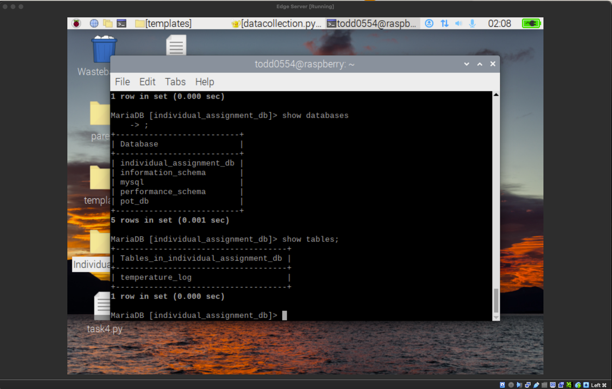 Edge Server [Running]
[templates]
[datacollection.py...
todd0554@raspb...
02:08
Wasteb
todd0554@raspberry: ~
File Edit Tabs Help
1 row in set (0.000 sec)
MariaDB [individual_assignment_db]> show databases
    -> ;
+--------------------------+
| Database                 |
+--------------------------+
| individual_assignment_db |
| information_schema       |
| mysql                    |
| performance_schema       |
| pot_db                   |
+--------------------------+
5 rows in set (0.001 sec)
MariaDB [individual_assignment_db]> show tables;
+------------------------------------+
| Tables_in_individual_assignment_db |
+------------------------------------+
| temperature_log                    |
+------------------------------------+
1 row in set (0.000 sec)
MariaDB [individual_assignment_db]>
pare
templa
Individua
task4.py
Left ⌘